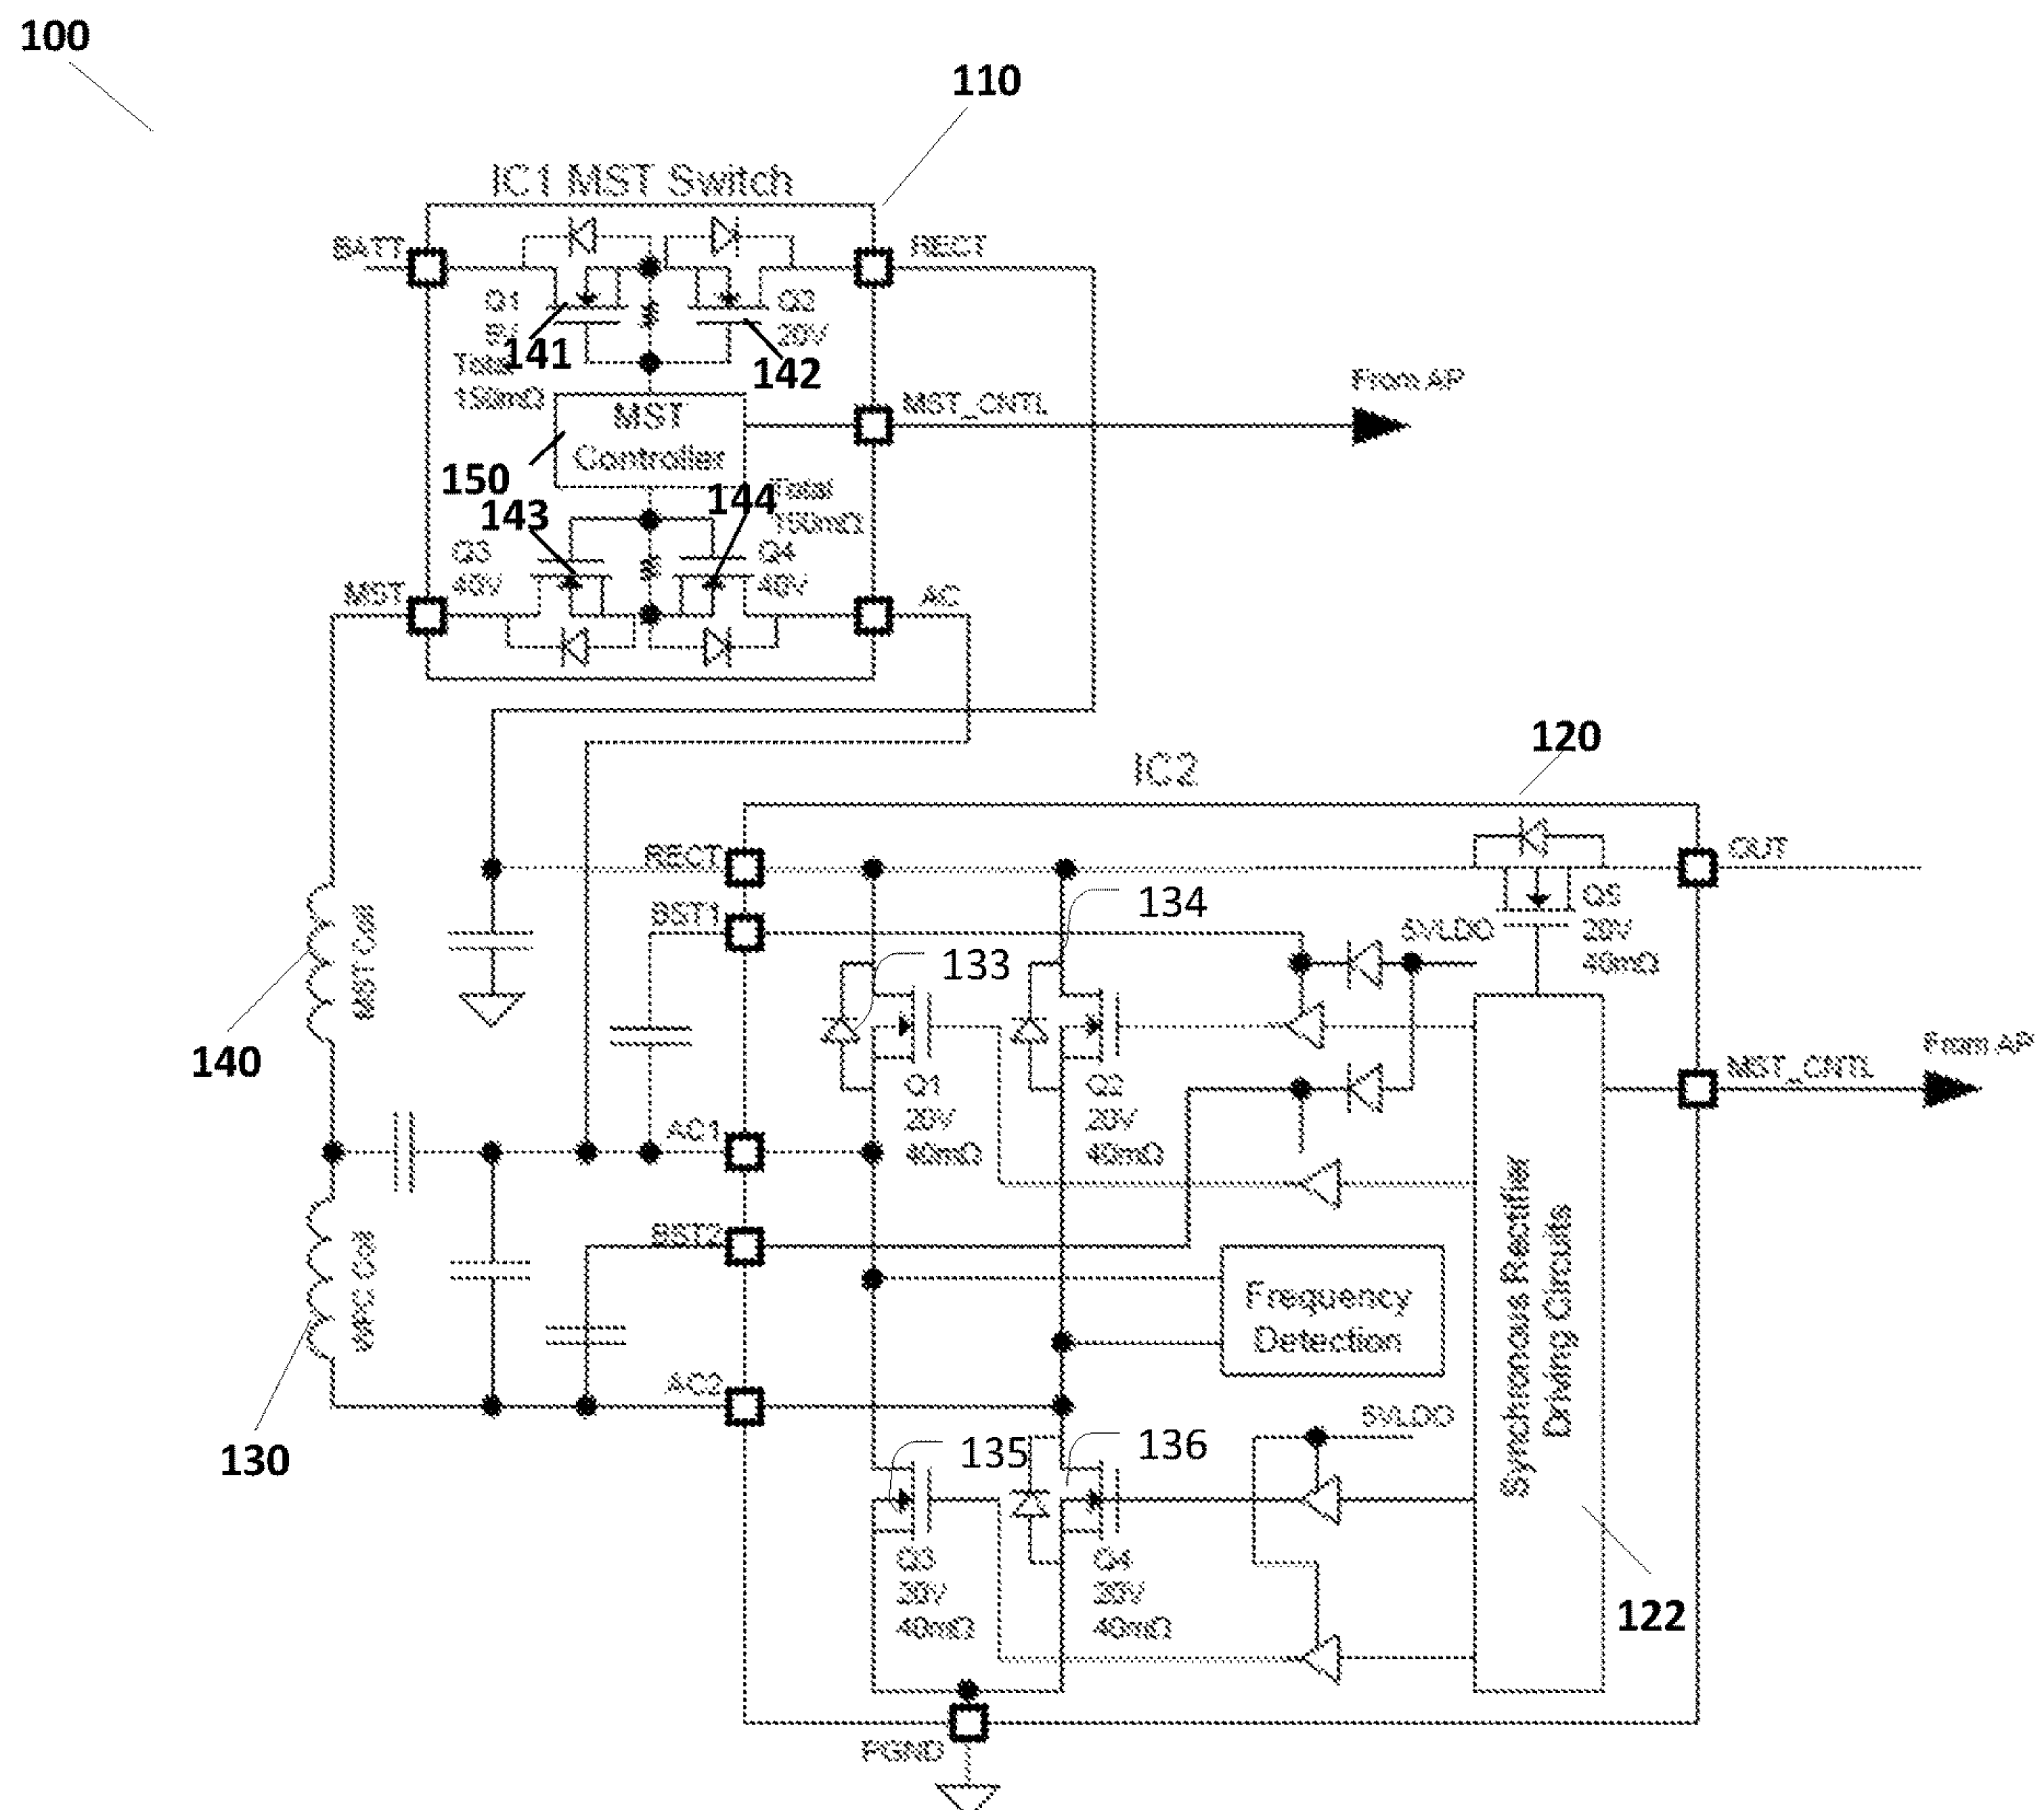 100
110
IC1 MST Switch
BATT
RECT
Q1
Q2
20V
141
142
Total
150mΩ
From AP
MST_CNTL
MST
Controller
150
143
144
Total
150mΩ
Q3
40V
Q4
40V
MST
AC
120
IC2
RECT
OUT
BST1
134
133
5VLDO
Q5
20V
40mΩ
MST Coil
140
From AP
MST_CNTL
Q1
20V
40mΩ
Q2
20V
40mΩ
AC1
BST2
WPC Coil
Frequency
Detection
Synchronous Rectifier
Driving Circuits
AC2
5VLDO
130
135
136
Q3
20V
40mΩ
Q4
20V
40mΩ
122
PGND